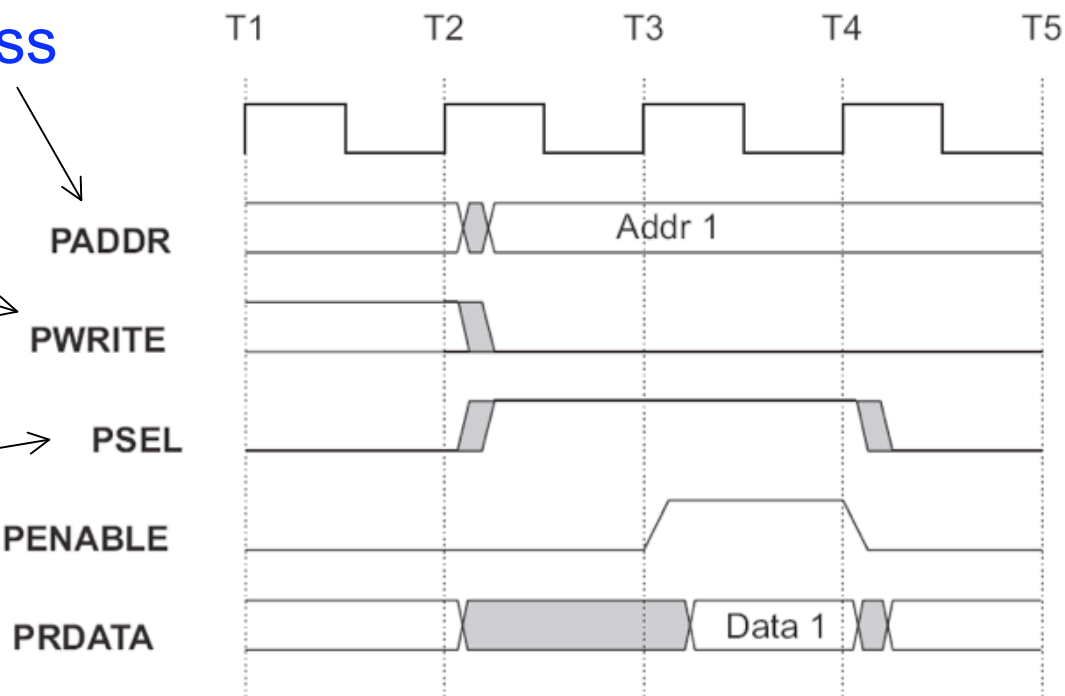 T1 T2 T3 T4 T5
ss
PADDR Addr 1
PWRITE
PSEL
PENABLE
PRDATA Data 1